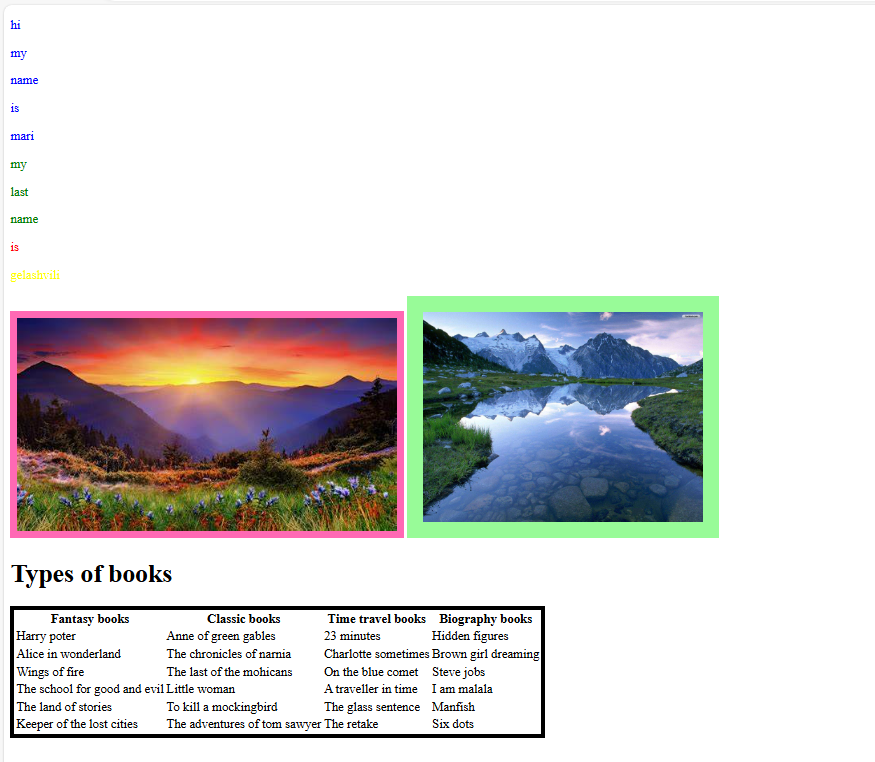 hi
my
name
is
mari
my
last
name
is
gelashvili
Types of books
Fantasy books Classic books Time travel books Biography books
Harry poter Anne of green gables 23 minutes Hidden figures
Alice in wonderland The chronicles of narnia Charlotte sometimes Brown girl dreaming
Wings of fire The last of the mohicans On the blue comet Steve jobs
The school for good and evil Little woman A traveller in time I am malala
The land of stories To kill a mockingbird The glass sentence Manfish
Keeper of the lost cities The adventures of tom sawyer The retake Six dots